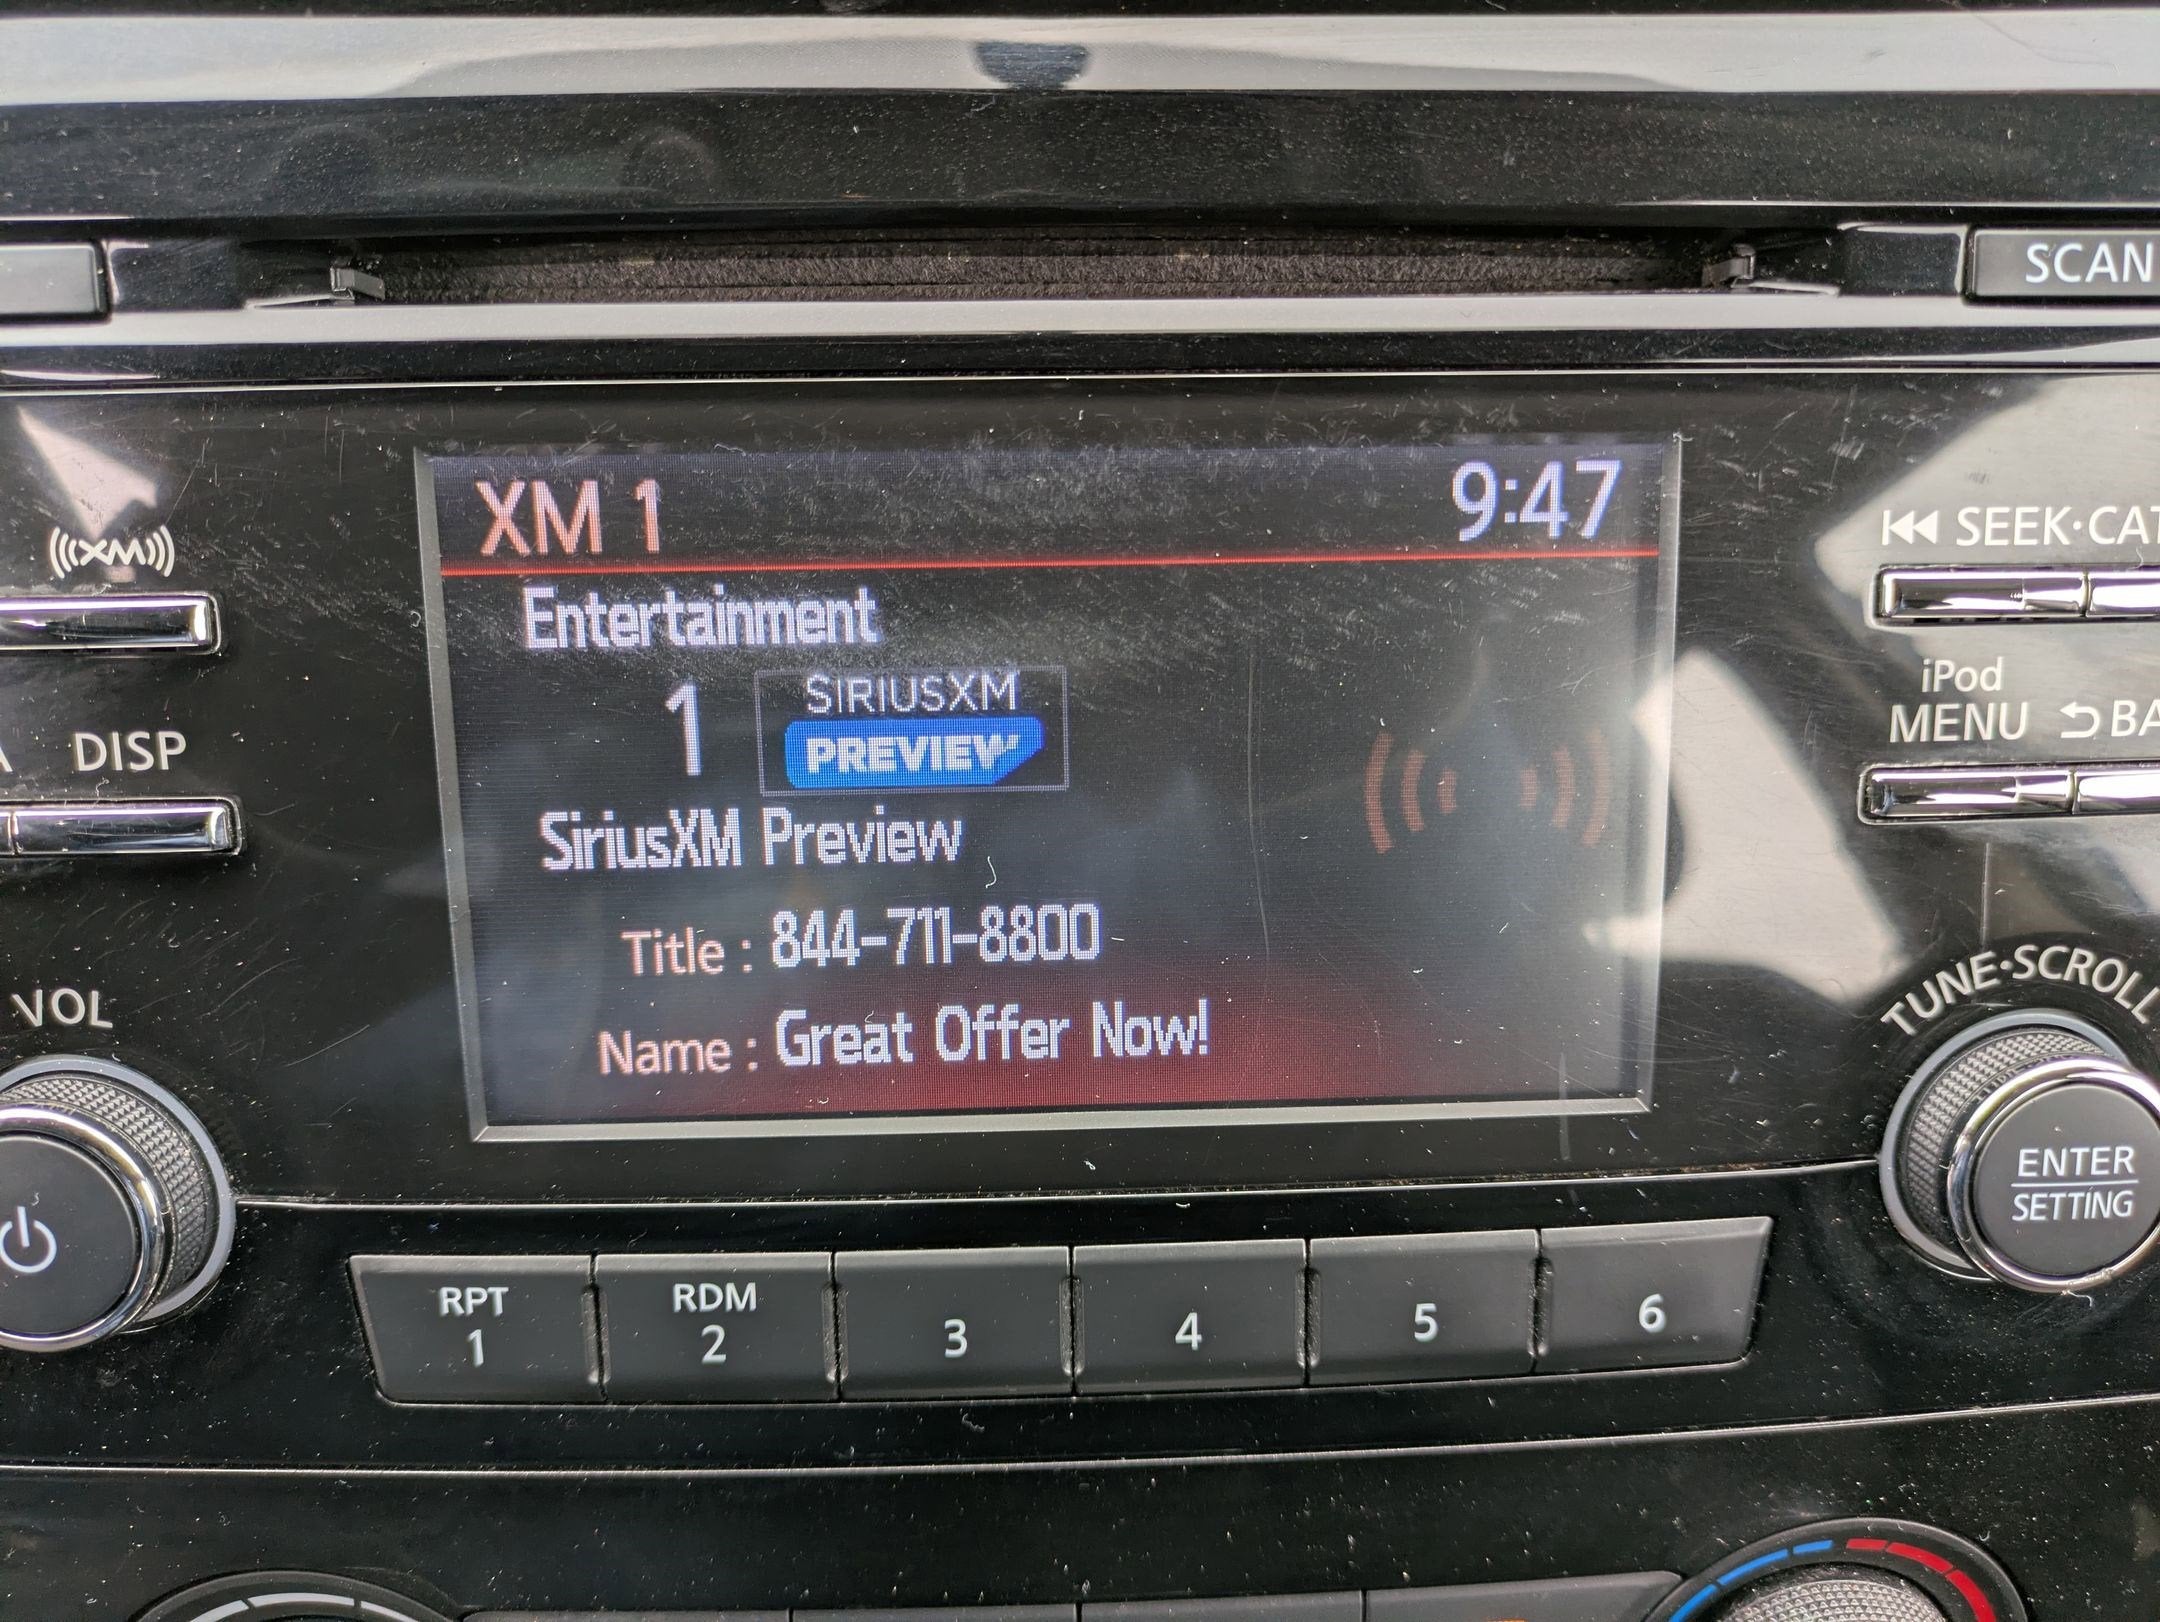 SCAN
XM 1 9:47
XM
SEEK·CAT
Entertainment
1 SIRIUSXM
PREVIEW
iPod
MENU BA
A DISP
SiriusXM Preview
Title : 844-711-8800
VOL
TUNE·SCROLL
Name : Great Offer Now!
ENTER
SETTING
RPT
1
RDM
2
3
4
5
6